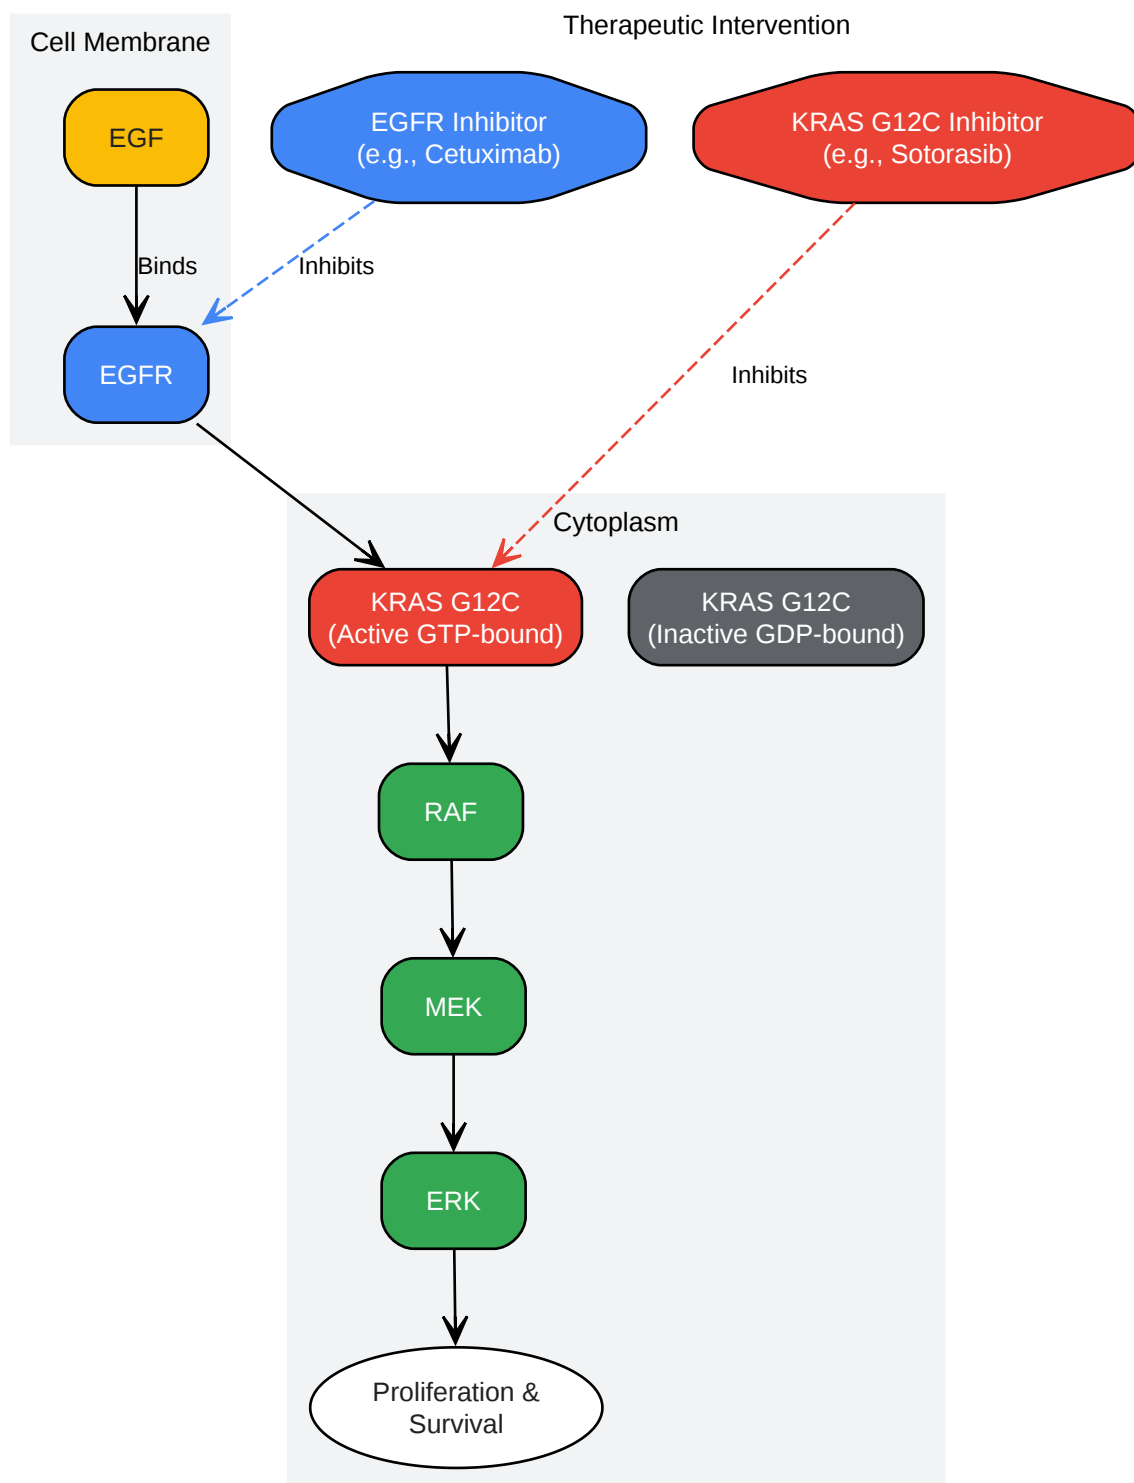 Therapeutic Intervention
Cell Membrane
EGF
EGFR Inhibitor
(e.g., Cetuximab)
KRAS G12C Inhibitor
(e.g., Sotorasib)
Binds
Inhibits
EGFR
Inhibits
Cytoplasm
KRAS G12C
(Active GTP-bound)
KRAS G12C
(Inactive GDP-bound)
RAF
MEK
ERK
Proliferation &
Survival